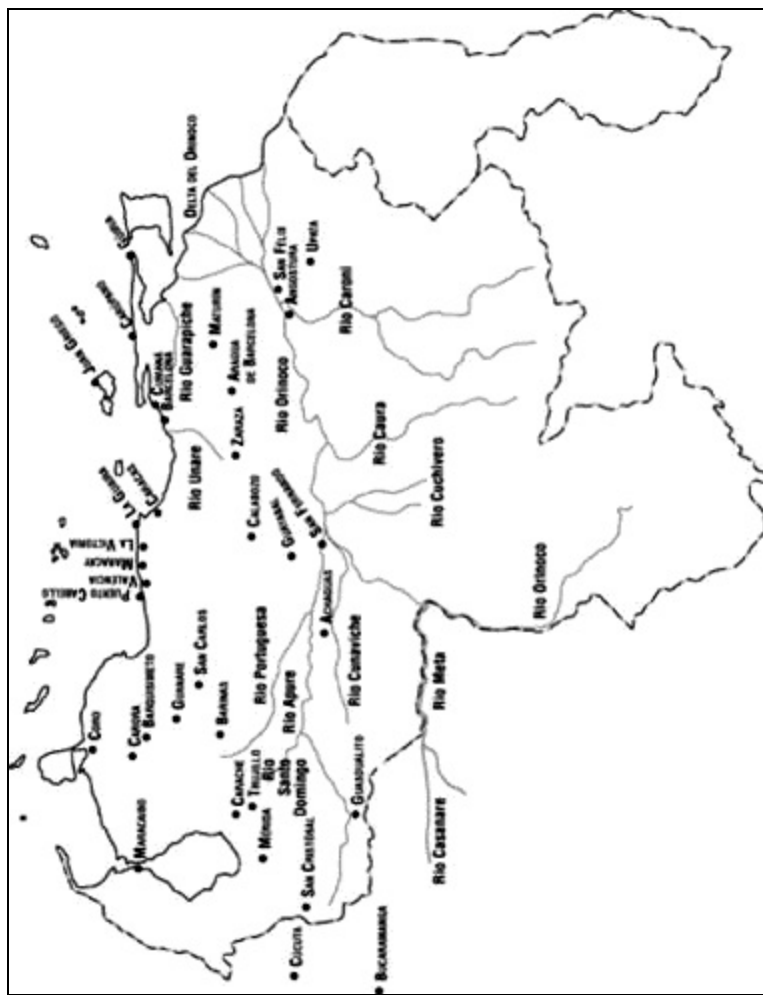 MARACAIBO
CORO
CARORA
BARQUISIMETO
GUANARE
SAN CARLOS
BARINAS
CARACHE
TRUJILLO
MÉRIDA
Río
Santo
Domingo
SAN CRISTÓBAL
CÚCUTA
BUCARAMANGA
GUASDUALITO
PUERTO CABELLO
VALENCIA
MARACAY
LA VICTORIA
LA GUAIRA
CARACAS
Río Portuguesa
Río Apure
ACHAGUAS
Río Cunaviche
Río Meta
Río Casanare
CALABOZO
SAN FERNANDO
Río Unare
ZARAZA
BARCELONA
CUMANÁ
JUAN GRIEGO
CARÚPANO
GÜIRIA
Río Guarapiche
MATURÍN
ARAGUA
DE BARCELONA
Río Orinoco
DELTA DEL ORINOCO
SAN FÉLIX
ANGOSTURA
UPATA
Río Caroní
Río Caura
Río Cuchivero
Río Orinoco